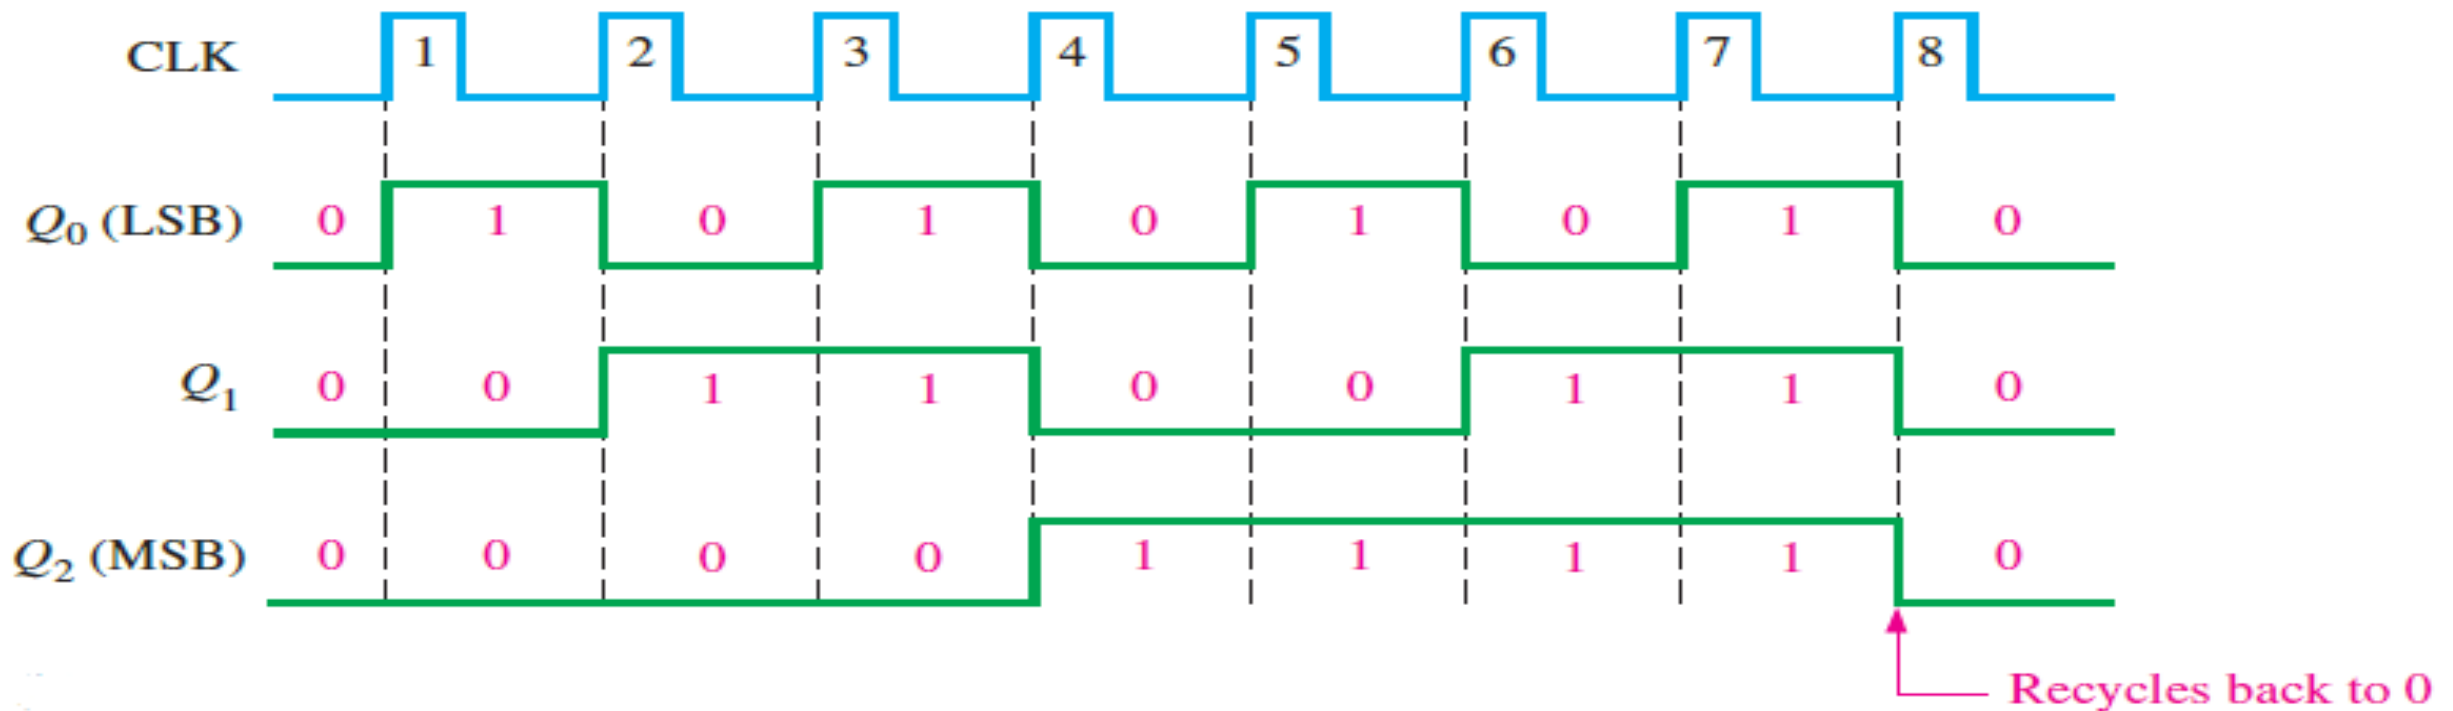 CLK 1 2 3 4 5 6 7 8
Q0 (LSB) 0 1 0 1 0 1 0 1 0
Q1 0 0 1 1 0 0 1 1 0
Q2 (MSB) 0 0 0 0 1 1 1 1 0
Recycles back to 0